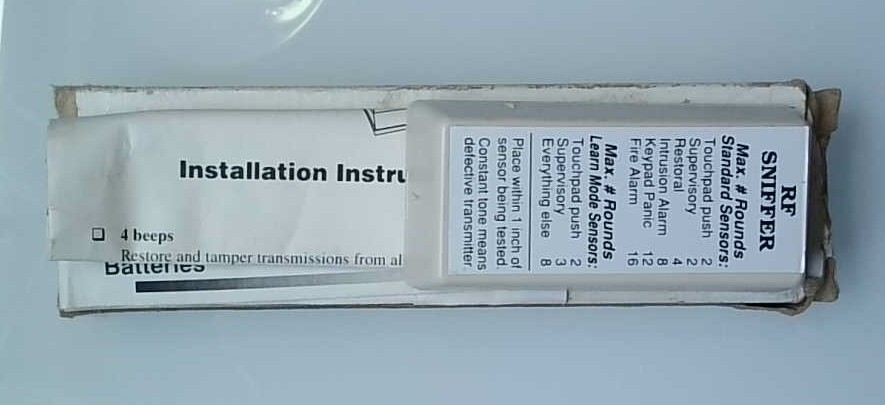 Installation Instru
❑ 4 beeps
Restore and tamper transmissions from al
Batteries
RF
SNIFFER
Max. # Rounds
Standard Sensors:
Touchpad push 2
Supervisory 2
Restoral 4
Intrusion Alarm 8
Keypad Panic 12
Fire Alarm 16
Max. # Rounds
Learn Mode Sensors:
Touchpad push 2
Supervisory 3
Everything else 8
Place within 1 inch of
sensor being tested.
Constant tone means
defective transmitter.